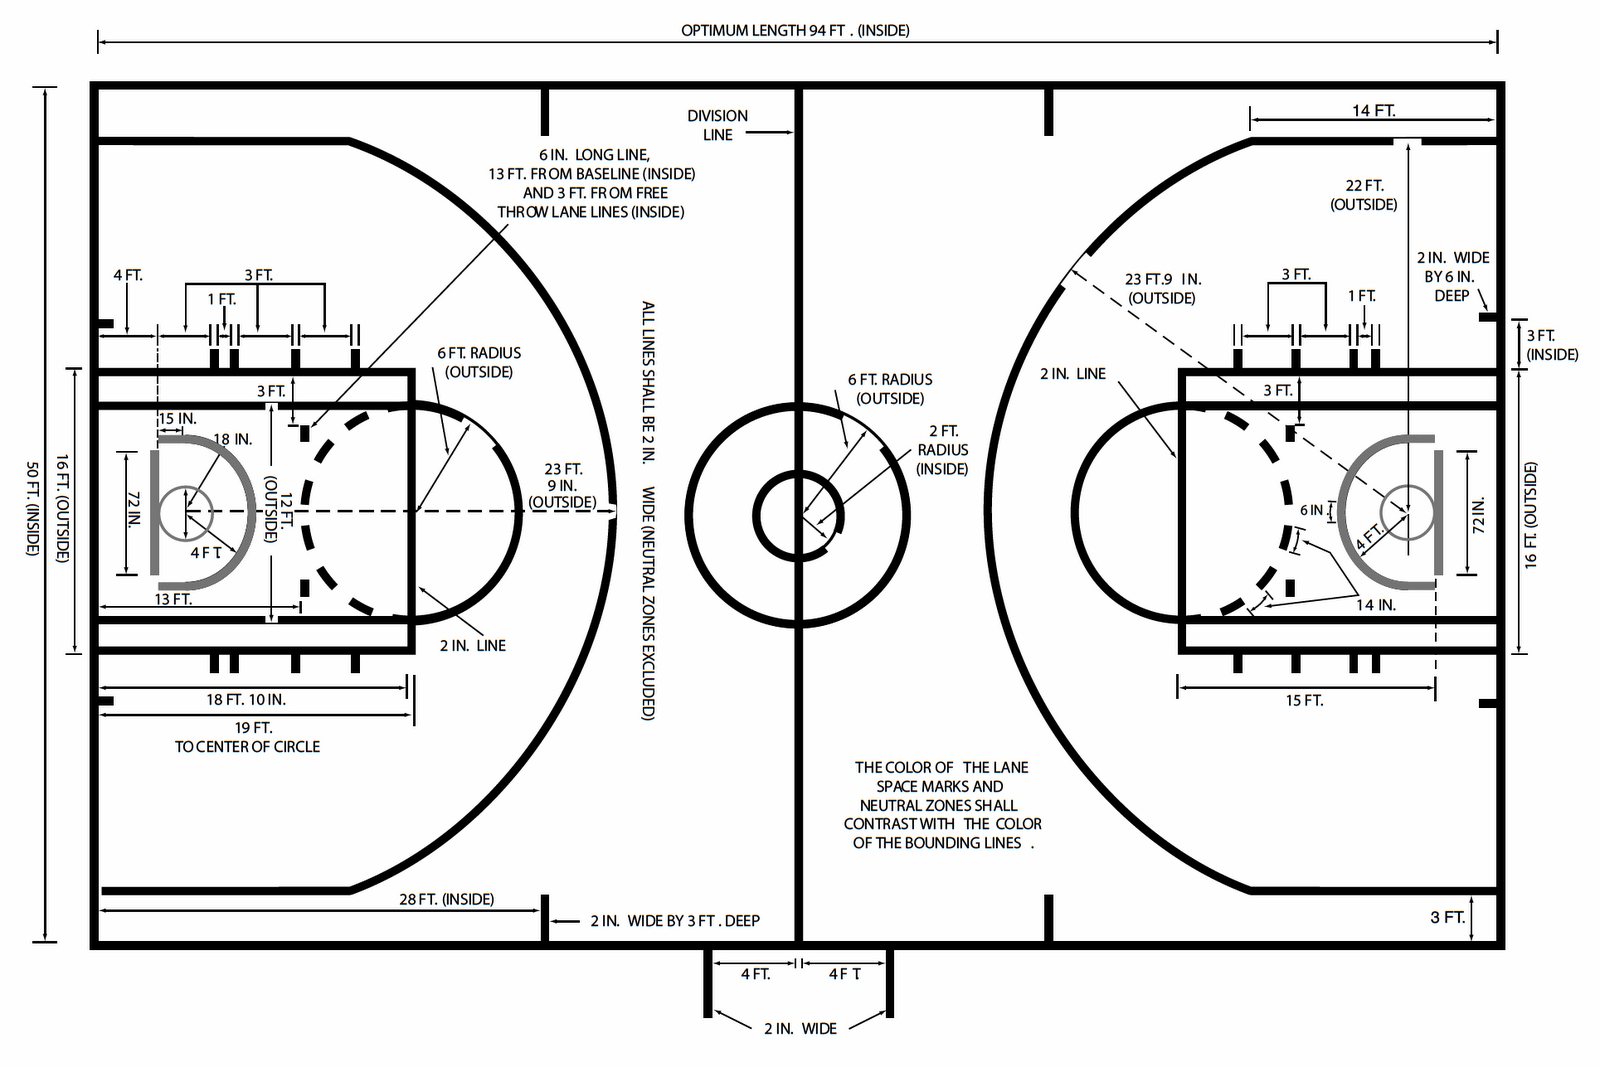 OPTIMUM LENGTH 94 FT . (INSIDE)
DIVISION
LINE
14 FT.
6 IN. LONG LINE,
13 FT. FROM BASELINE (INSIDE)
AND 3 FT. FROM FREE
THROW LANE LINES (INSIDE)
22 FT.
(OUTSIDE)
4 FT.
3 FT.
1 FT.
23 FT.9 IN.
(OUTSIDE)
3 FT.
1 FT.
2 IN. WIDE
BY 6 IN.
DEEP
3 FT.
(INSIDE)
6 FT. RADIUS
(OUTSIDE)
6 FT. RADIUS
(OUTSIDE)
2 IN. LINE
3 FT.
3 FT.
15 IN.
18 IN.
2 FT.
RADIUS
(INSIDE)
50 FT. (INSIDE)
16 FT. (OUTSIDE)
72 IN.
12 FT.
(OUTSIDE)
23 FT.
9 IN.
(OUTSIDE)
ALL LINES SHALL BE 2 IN. WIDE (NEUTRAL ZONES EXCLUDED)
6 IN.
4 FT.
72 IN.
16 FT. (OUTSIDE)
4 F T.
13 FT.
14 IN.
2 IN. LINE
18 FT. 10 IN.
19 FT.
TO CENTER OF CIRCLE
15 FT.
THE COLOR OF THE LANE
SPACE MARKS AND
NEUTRAL ZONES SHALL
CONTRAST WITH THE COLOR
OF THE BOUNDING LINES .
28 FT. (INSIDE)
2 IN. WIDE BY 3 FT . DEEP
3 FT.
4 FT.
4 F T.
2 IN. WIDE